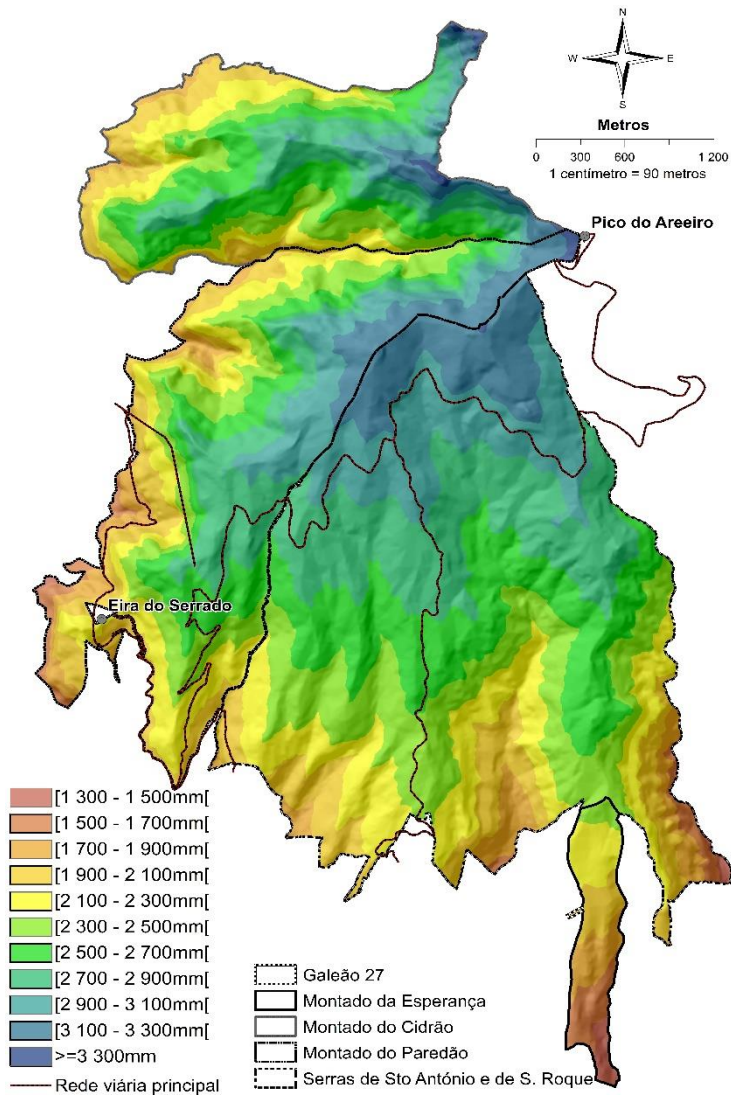 N
W E
S
Metros
0 300 600 1 200
1 centímetro = 90 metros
Pico do Areeiro
Eira do Serrado
[1 300 - 1 500mm[
[1 500 - 1 700mm[
[1 700 - 1 900mm[
[1 900 - 2 100mm[
[2 100 - 2 300mm[
[2 300 - 2 500mm[
[2 500 - 2 700mm[
[2 700 - 2 900mm[
[2 900 - 3 100mm[
[3 100 - 3 300mm[
>=3 300mm
Rede viária principal
Galeão 27
Montado da Esperança
Montado do Cidrão
Montado do Paredão
Serras de Sto António e de S. Roque